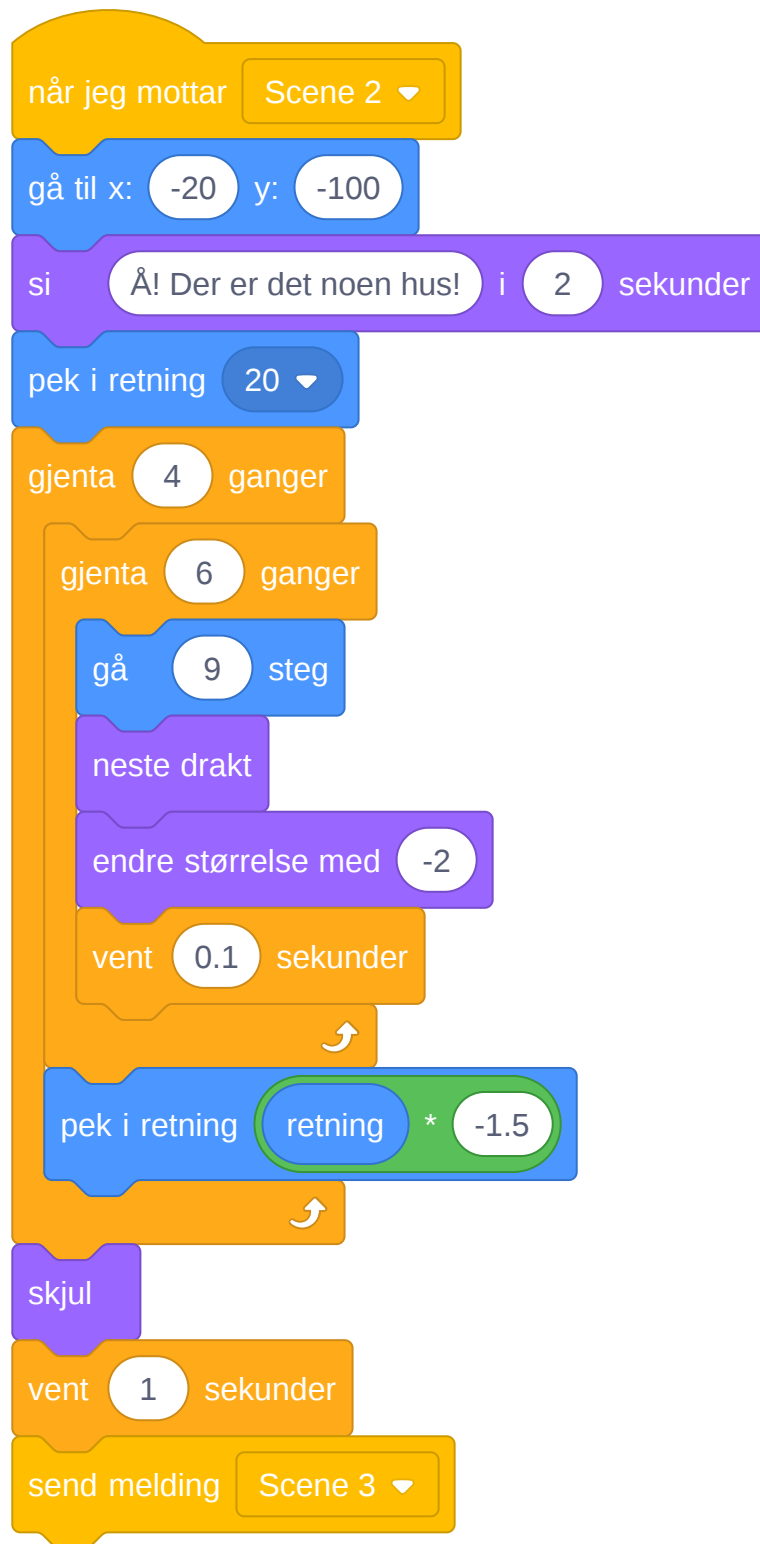 når jeg mottar Scene 2
gå til x: -20 y: -100
si Å! Der er det noen hus! i 2 sekunder
pek i retning 20
gjenta 4 ganger
gjenta 6 ganger
gå 9 steg
neste drakt
endre størrelse med -2
vent 0.1 sekunder
pek i retning retning * -1.5
skjul
vent 1 sekunder
send melding Scene 3